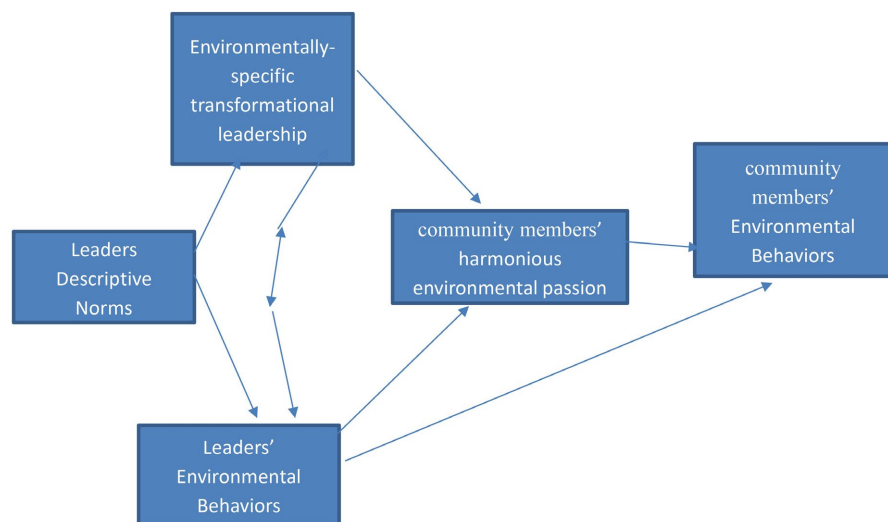 Environmentally-
specific
transformational
leadership
Leaders
Descriptive
Norms
community members’
harmonious
environmental passion
community
members’
Environmental
Behaviors
Leaders’
Environmental
Behaviors